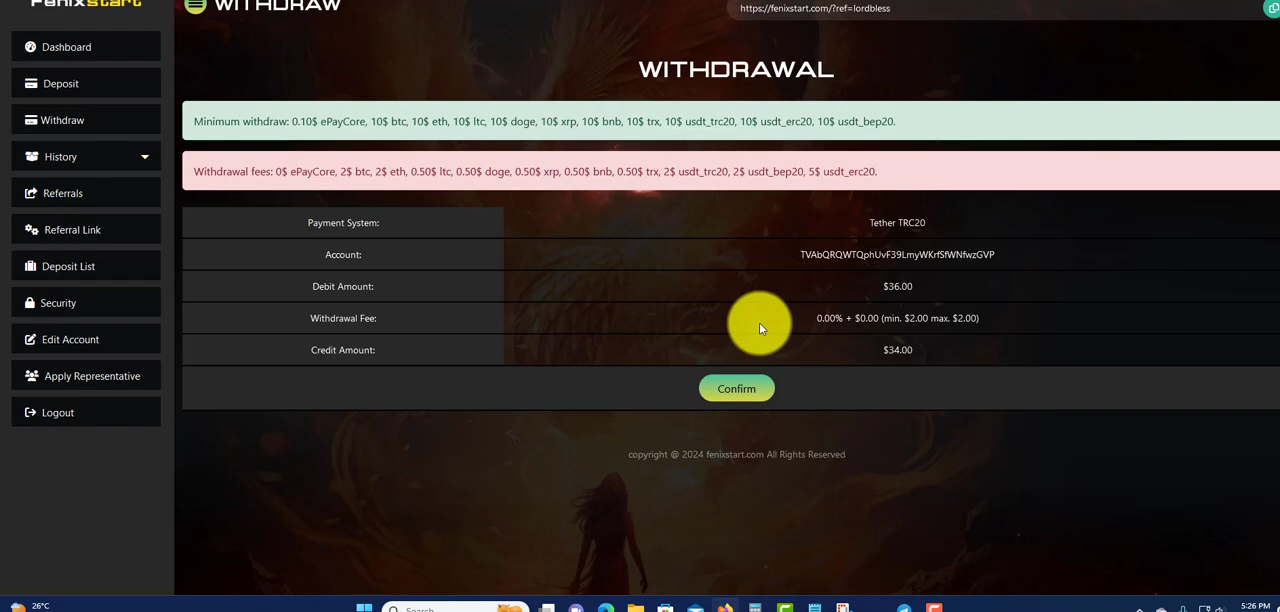 Fenixstart
WITHDRAW
https://fenixstart.com/?ref=lordbless
Dashboard
Deposit
Withdraw
History
Referrals
Referral Link
Deposit List
Security
Edit Account
Apply Representative
Logout
WITHDRAWAL
Minimum withdraw: 0.10$ ePayCore, 10$ btc, 10$ eth, 10$ ltc, 10$ doge, 10$ xrp, 10$ bnb, 10$ trx, 10$ usdt_trc20, 10$ usdt_erc20, 10$ usdt_bep20.
Withdrawal fees: 0$ ePayCore, 2$ btc, 2$ eth, 0.50$ ltc, 0.50$ doge, 0.50$ xrp, 0.50$ bnb, 0.50$ trx, 2$ usdt_trc20, 2$ usdt_bep20, 5$ usdt_erc20.
Payment System: Tether TRC20
Account: TVAbQRQWTQphUvF39LmyWKrfSfWNfwzGVP
Debit Amount: $36.00
Withdrawal Fee: 0.00% + $0.00 (min. $2.00 max. $2.00)
Credit Amount: $34.00
Confirm
copyright @ 2024 fenixstart.com All Rights Reserved
26°C
Search
5:26 PM